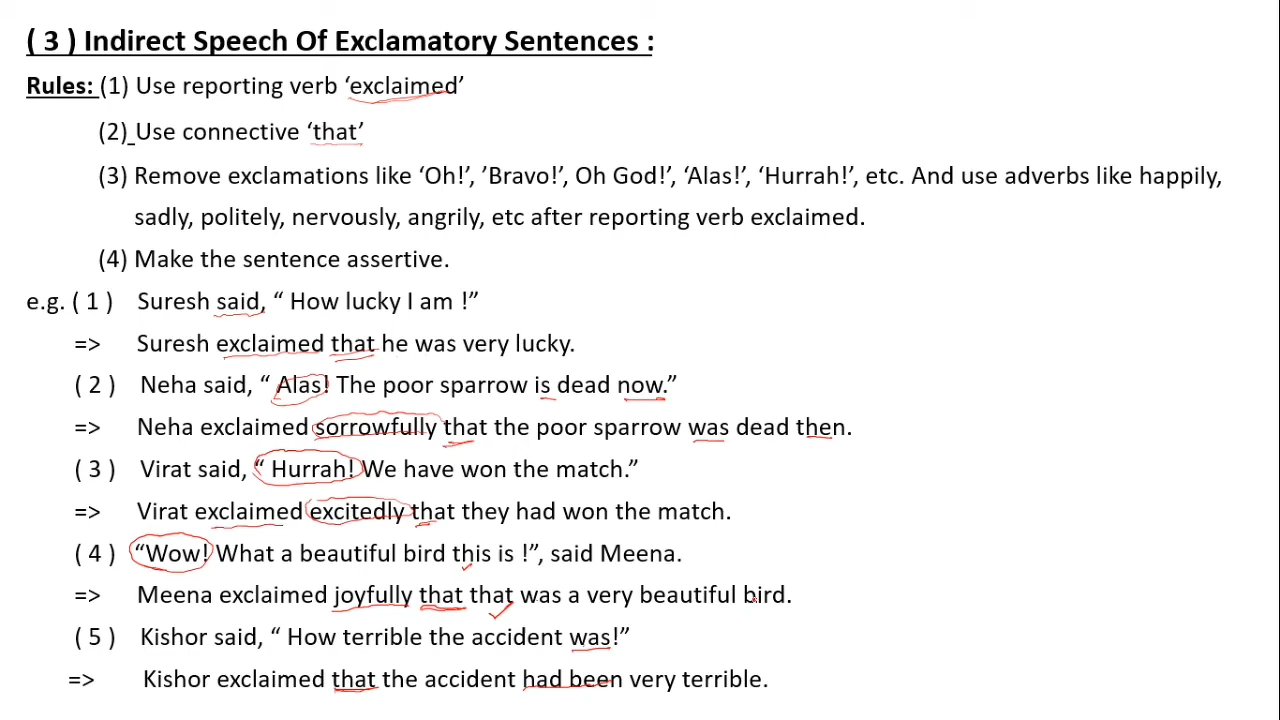 ( 3 ) Indirect Speech Of Exclamatory Sentences :
Rules: (1) Use reporting verb ‘exclaimed’
(2) Use connective ‘that’
(3) Remove exclamations like ‘Oh!’, ’Bravo!’, Oh God!’, ‘Alas!’, ‘Hurrah!’, etc. And use adverbs like happily,
sadly, politely, nervously, angrily, etc after reporting verb exclaimed.
(4) Make the sentence assertive.
e.g. ( 1 ) Suresh said, “ How lucky I am !”
=> Suresh exclaimed that he was very lucky.
( 2 ) Neha said, “ Alas! The poor sparrow is dead now.”
=> Neha exclaimed sorrowfully that the poor sparrow was dead then.
( 3 ) Virat said, “ Hurrah! We have won the match.”
=> Virat exclaimed excitedly that they had won the match.
( 4 ) “Wow! What a beautiful bird this is !”, said Meena.
=> Meena exclaimed joyfully that that was a very beautiful bird.
( 5 ) Kishor said, “ How terrible the accident was!”
=> Kishor exclaimed that the accident had been very terrible.